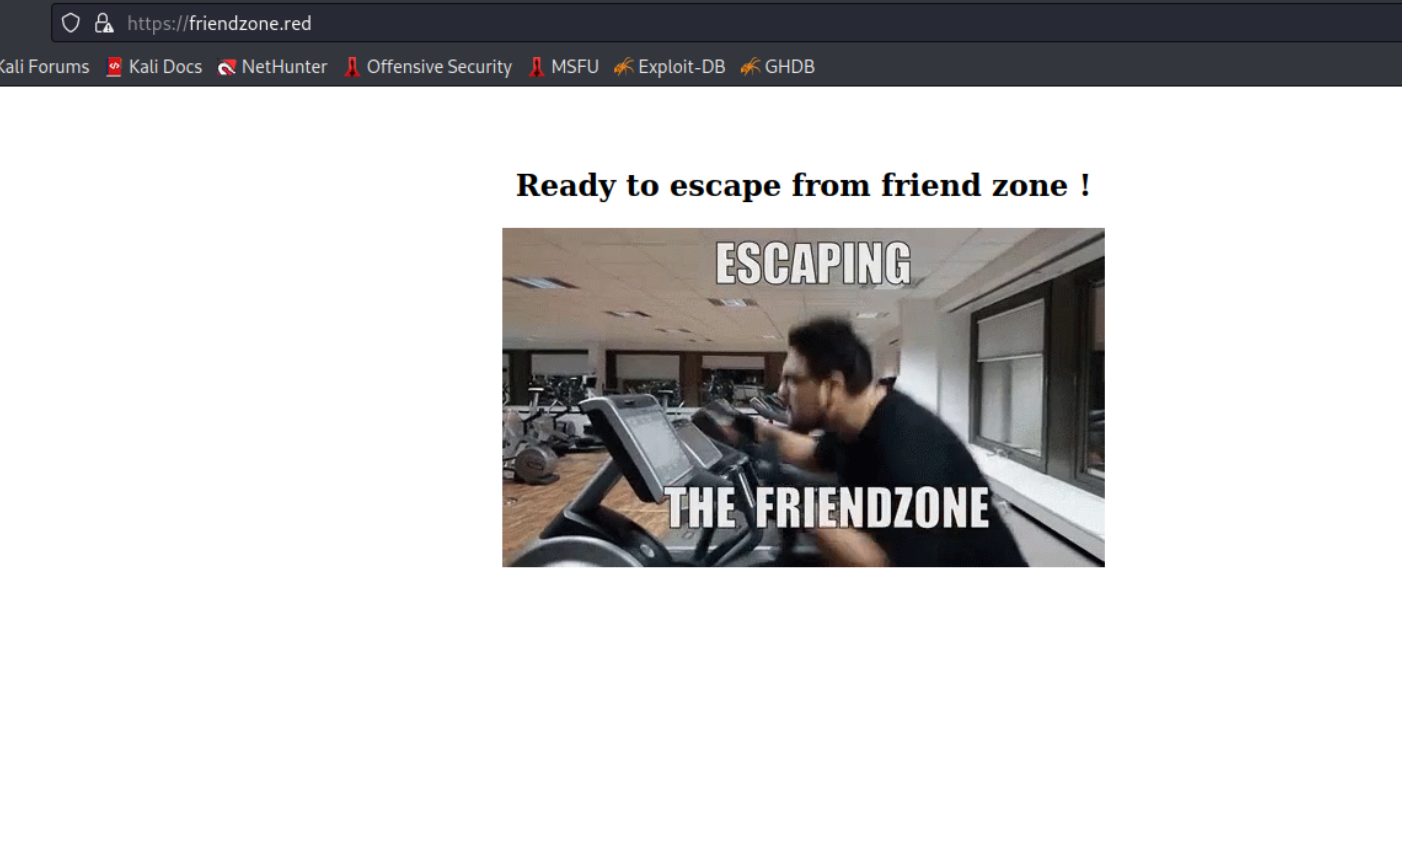 https://friendzone.red
Kali Forums Kali Docs NetHunter Offensive Security MSFU Exploit-DB GHDB
Ready to escape from friend zone !
ESCAPING
THE FRIENDZONE